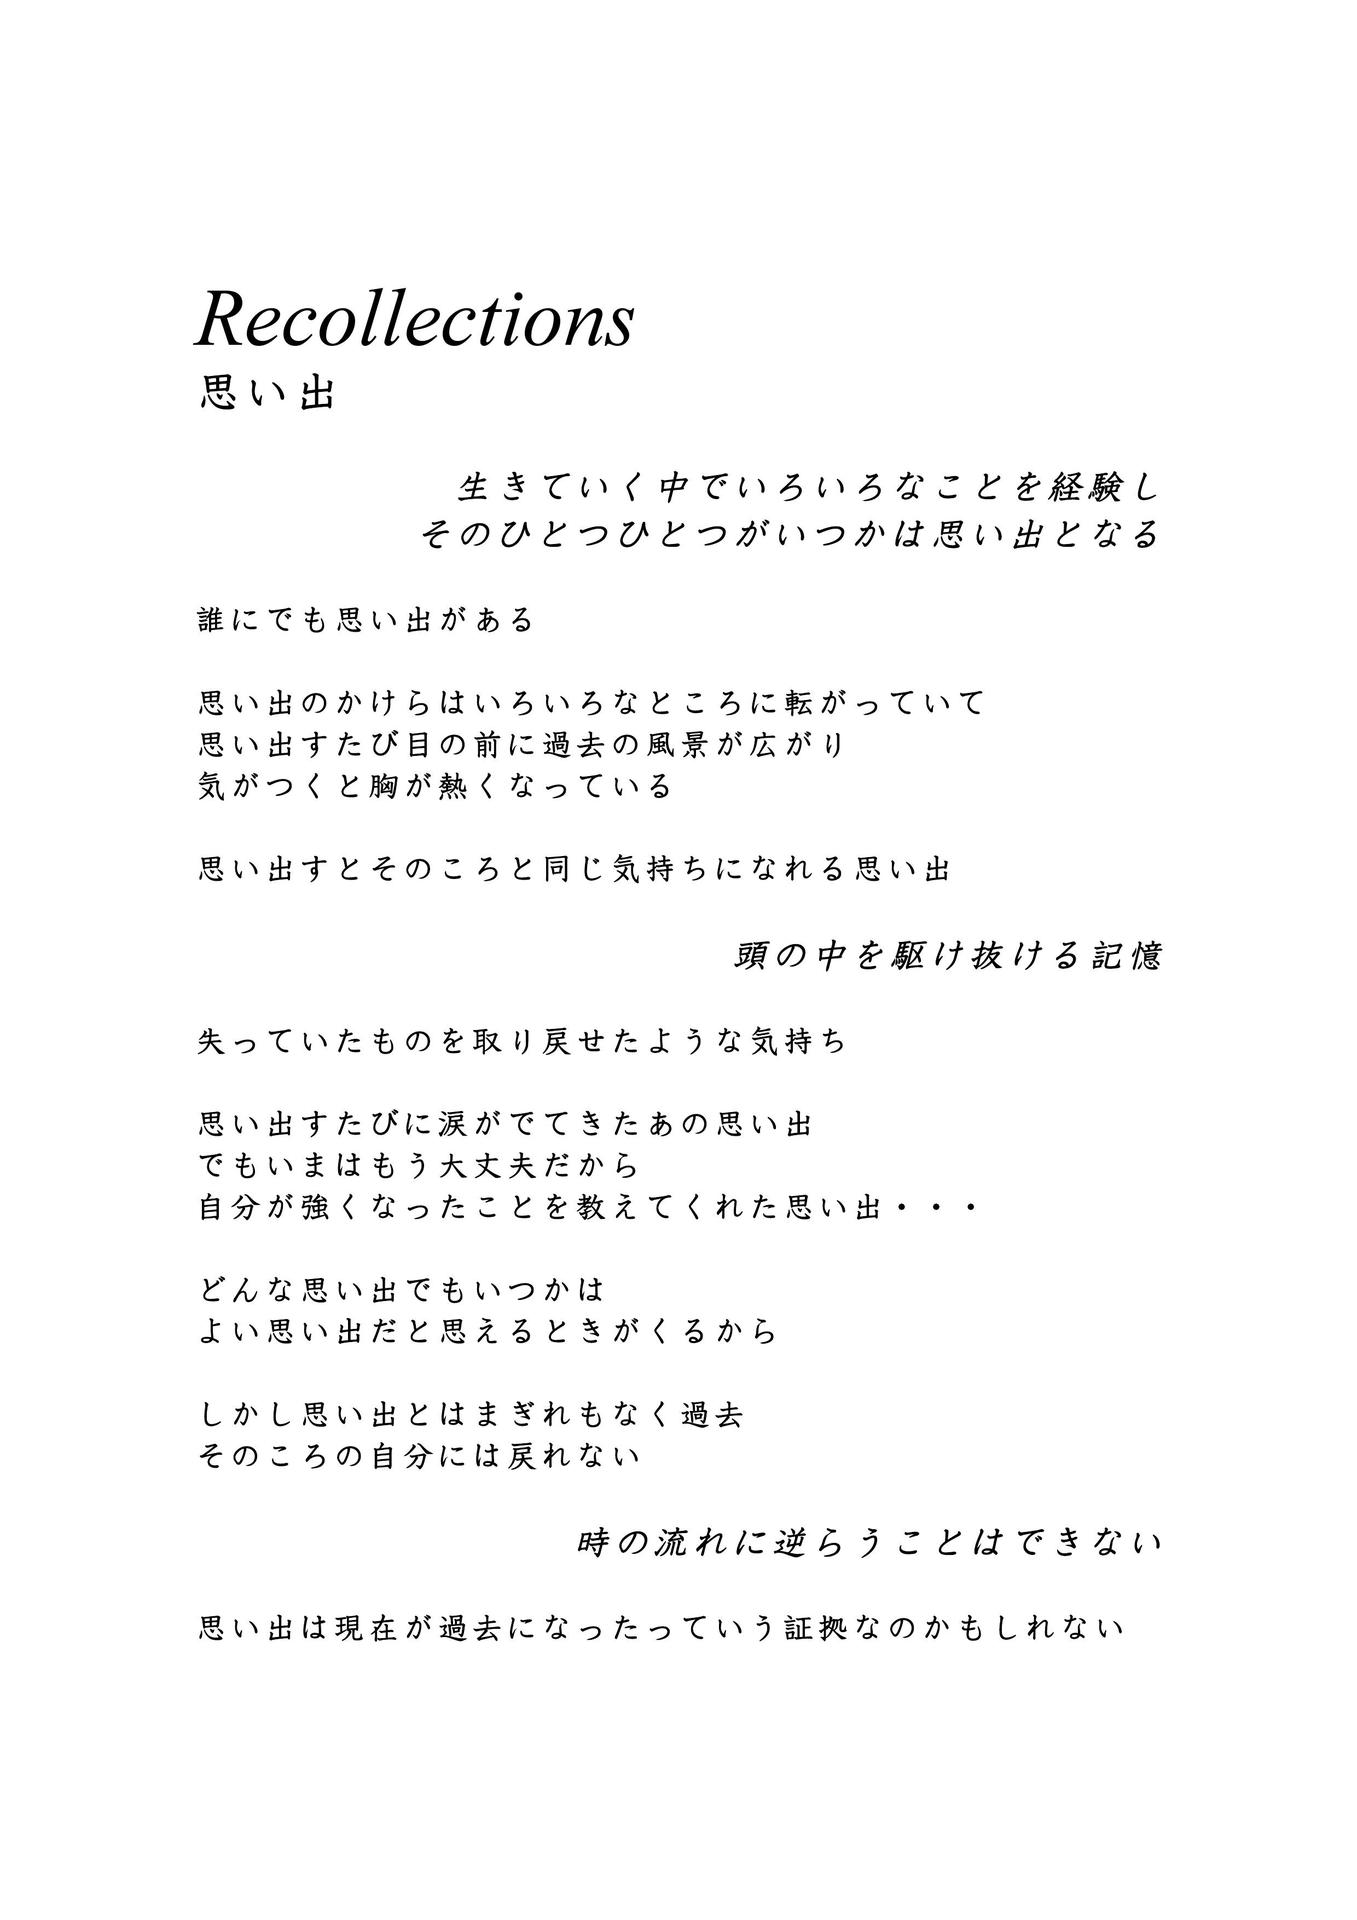 Recollections
思い出
生きていく中でいろいろなことを経験し
そのひとつひとつがいつかは思い出となる
誰にでも思い出がある
思い出のかけらはいろいろなところに転がっていて
思い出すたび目の前に過去の風景が広がり
気がつくと胸が熱くなっている
思い出すとそのころと同じ気持ちになれる思い出
頭の中を駆け抜ける記憶
失っていたものを取り戻せたような気持ち
思い出すたびに涙がでてきたあの思い出
でもいまはもう大丈夫だから
自分が強くなったことを教えてくれた思い出・・・
どんな思い出でもいつかは
よい思い出だと思えるときがくるから
しかし思い出とはまぎれもなく過去
そのころの自分には戻れない
時の流れに逆らうことはできない
思い出は現在が過去になったっていう証拠なのかもしれない